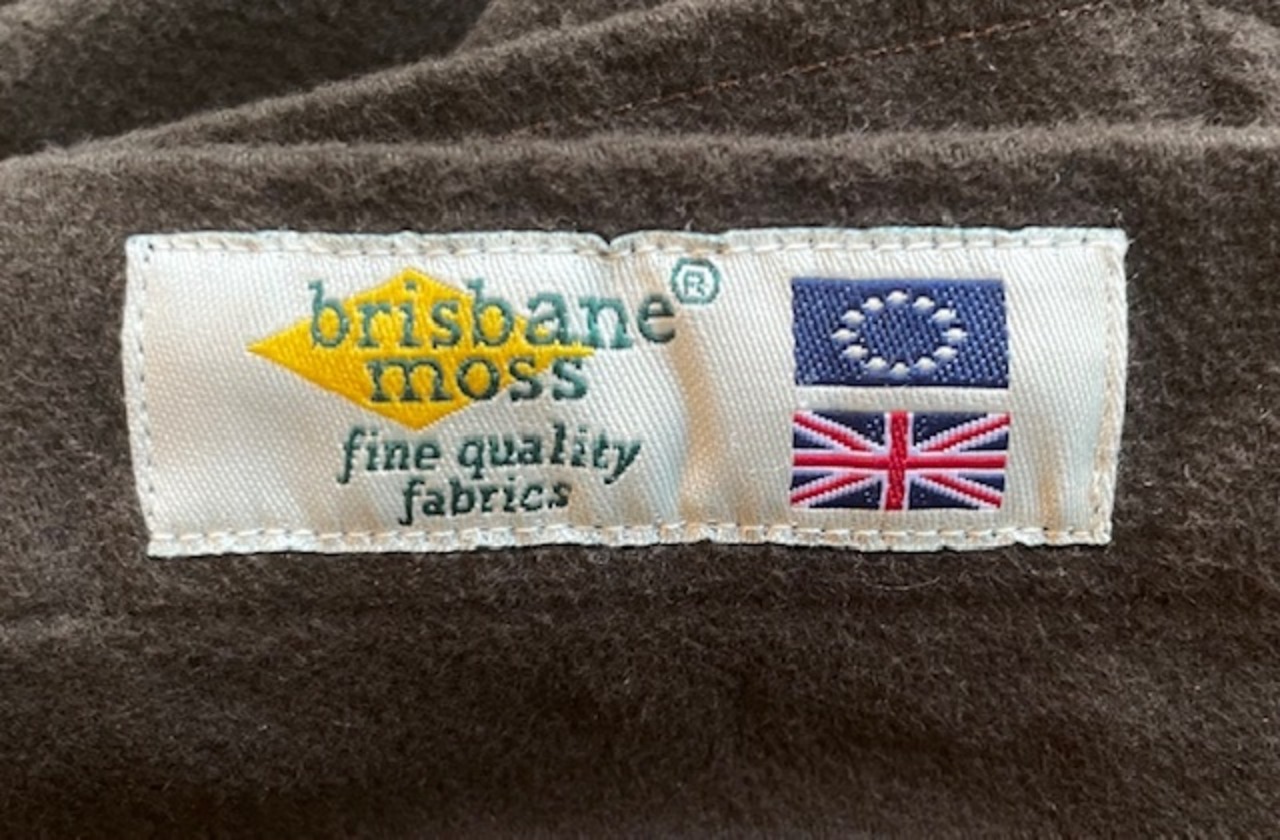 brisbane®
moss
fine quality
fabrics